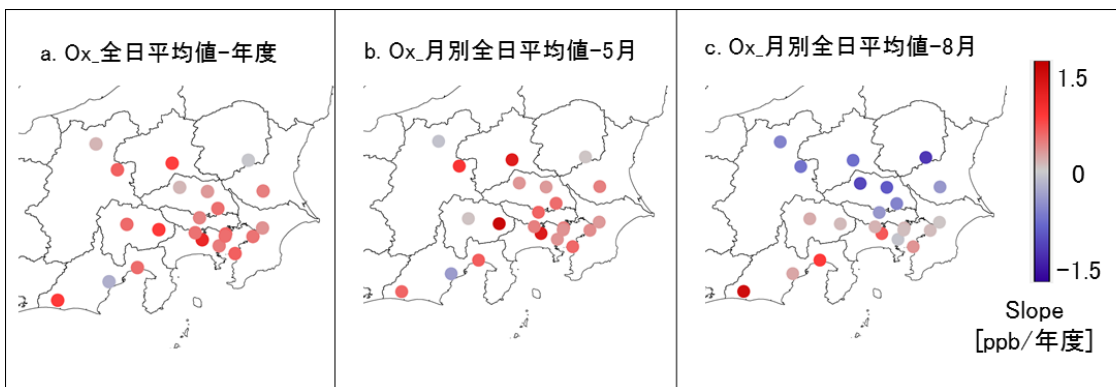 a. Ox_全日平均値-年度
b. Ox_月別全日平均値-5月
c. Ox_月別全日平均値-8月
1.5
0
-1.5
Slope
[ppb/年度]